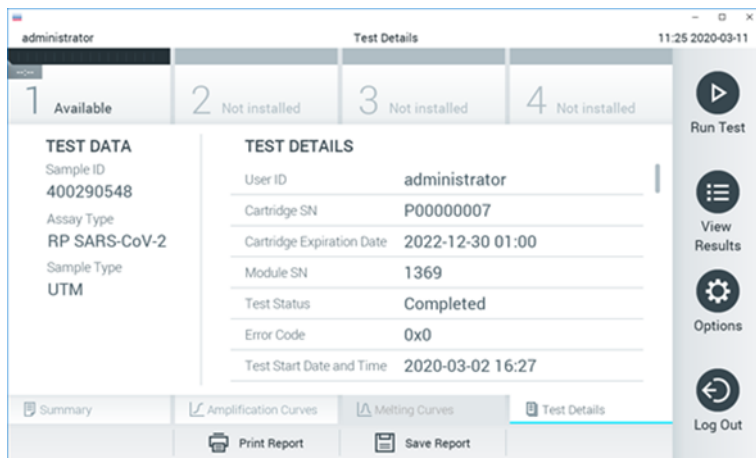 administrator Test Details 11:25 2020-03-11
--:--
1 Available 2 Not installed 3 Not installed 4 Not installed
Run Test
View
Results
Options
Log Out
TEST DATA
Sample ID
400290548
Assay Type
RP SARS-CoV-2
Sample Type
UTM
TEST DETAILS
User ID administrator
Cartridge SN P00000007
Cartridge Expiration Date 2022-12-30 01:00
Module SN 1369
Test Status Completed
Error Code 0x0
Test Start Date and Time 2020-03-02 16:27
Summary Amplification Curves Melting Curves Test Details
Print Report Save Report